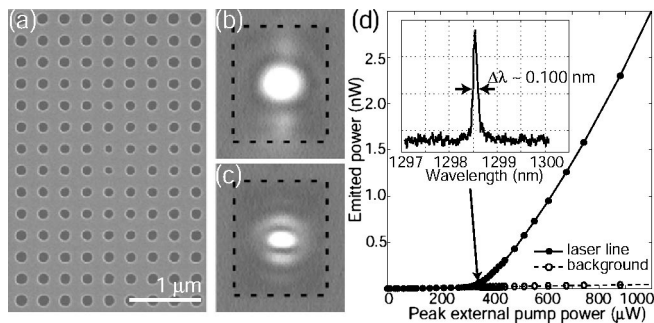 (a)
1 μm
(b)
(c)
(d)
3.0
2.5
2.0
1.5
1.0
0.5
Emitted power (nW)
Δλ ~ 0.100 nm
1297 1298 1299 1300
Wavelength (nm)
laser line
background
0 200 400 600 800 1000
Peak external pump power (μW)